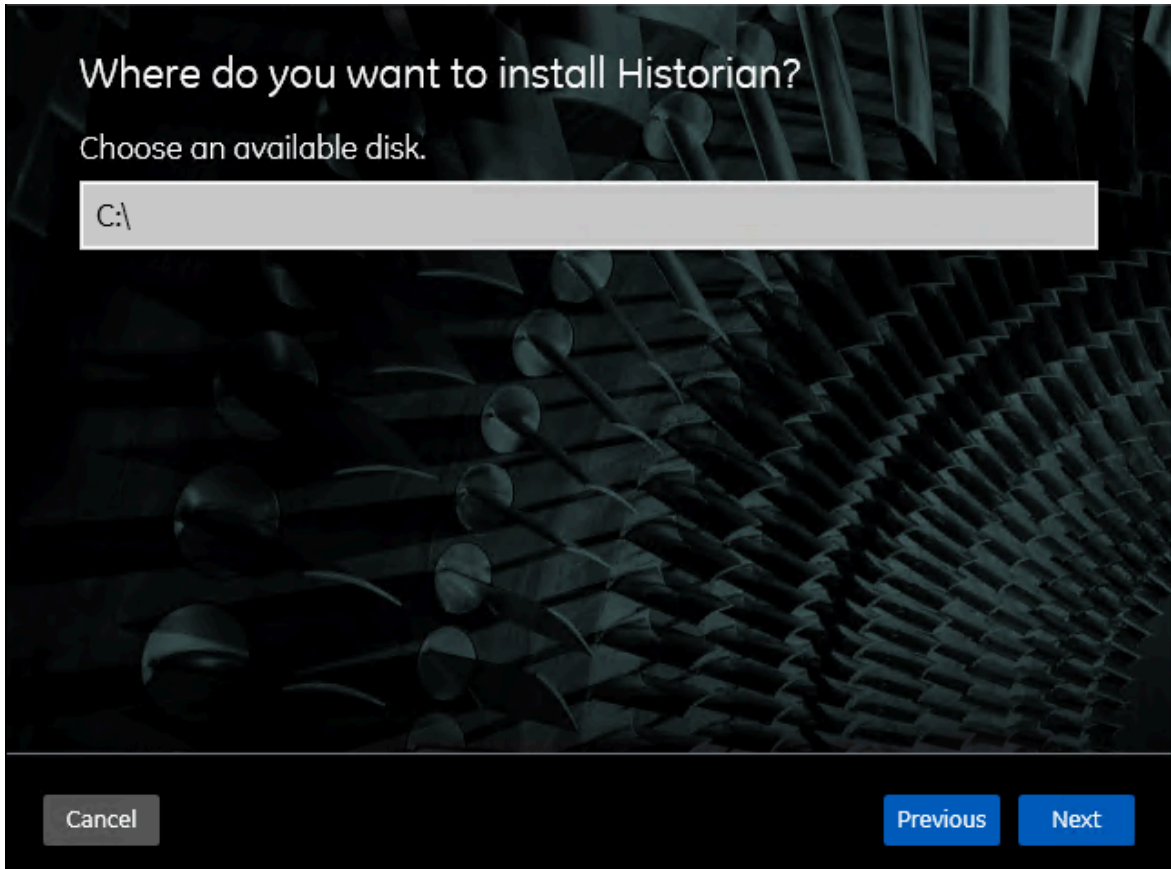 Where do you want to install Historian?
Choose an available disk.
C:\
Cancel
Previous
Next